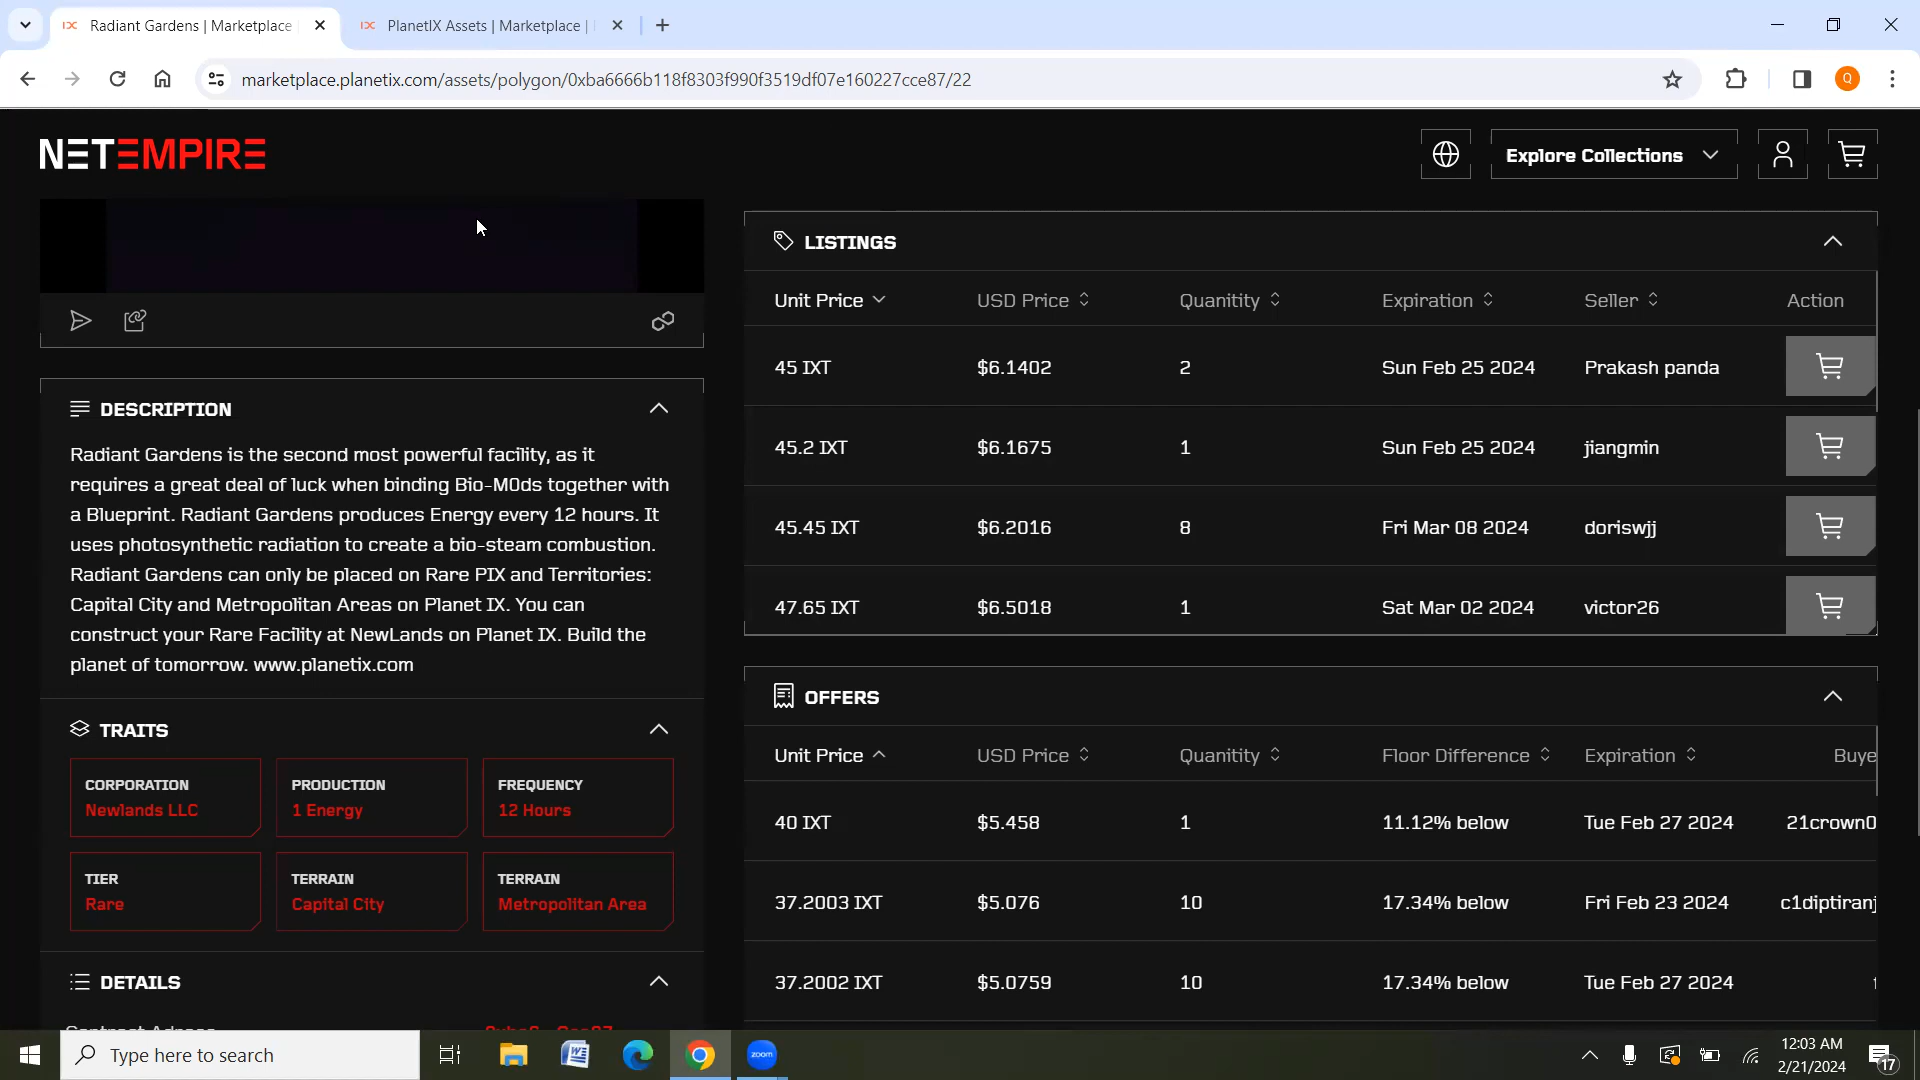 Radiant Gardens | Marketplace
PlanetIX Assets | Marketplace |
marketplace.planetix.com/assets/polygon/0xba6666b118f8303f990f3519df07e160227cce87/22
Q
NETEMPIRE
Explore Collections
DESCRIPTION
Radiant Gardens is the second most powerful facility, as it
requires a great deal of luck when binding Bio-M0ds together with
a Blueprint. Radiant Gardens produces Energy every 12 hours. It
uses photosynthetic radiation to create a bio-steam combustion.
Radiant Gardens can only be placed on Rare PIX and Territories:
Capital City and Metropolitan Areas on Planet IX. You can
construct your Rare Facility at NewLands on Planet IX. Build the
planet of tomorrow. www.planetix.com
TRAITS
CORPORATION PRODUCTION FREQUENCY
Newlands LLC 1 Energy 12 Hours
TIER TERRAIN TERRAIN
Rare Capital City Metropolitan Area
DETAILS
LISTINGS
Unit Price USD Price Quantity Expiration Seller Action
45 IXT $6.1402 2 Sun Feb 25 2024 Prakash panda
45.2 IXT $6.1675 1 Sun Feb 25 2024 jiangmin
45.45 IXT $6.2016 8 Fri Mar 08 2024 doriswjj
47.65 IXT $6.5018 1 Sat Mar 02 2024 victor26
OFFERS
Unit Price USD Price Quantity Floor Difference Expiration Buye
40 IXT $5.458 1 11.12% below Tue Feb 27 2024 21crown0
37.2003 IXT $5.076 10 17.34% below Fri Feb 23 2024 c1diptiranj
37.2002 IXT $5.0759 10 17.34% below Tue Feb 27 2024
Type here to search
zoom
12:03 AM
2/21/2024
17